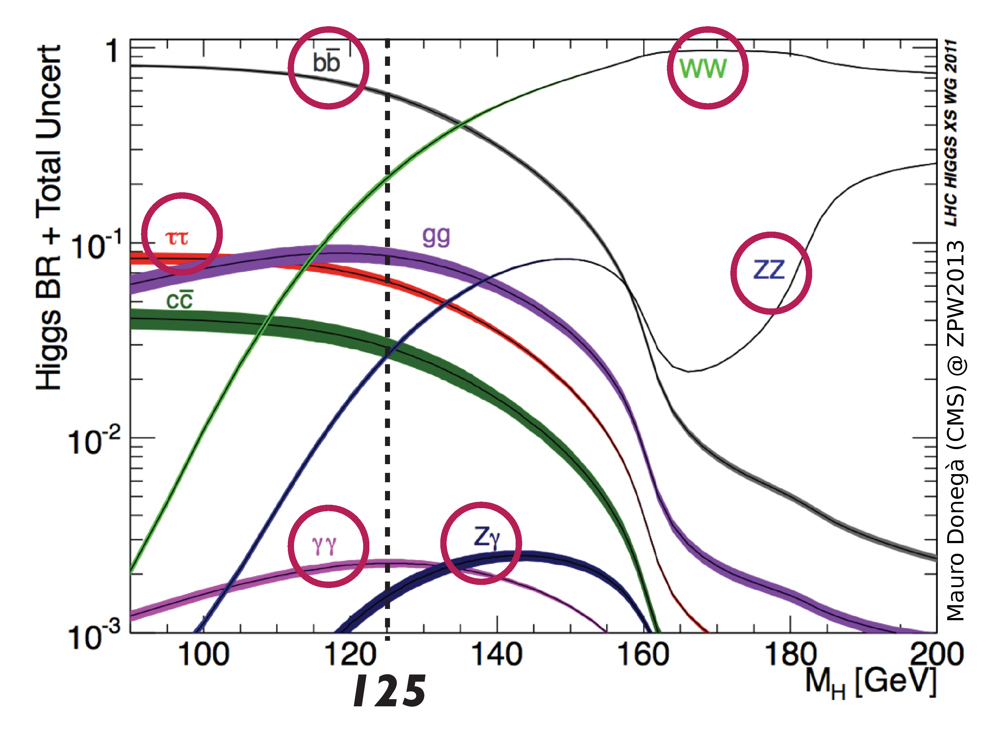 Higgs BR + Total Uncert
1
10⁻¹
10⁻²
10⁻³
bb̄
WW
ττ
gg
cc̄
ZZ
γγ
Zγ
100 120 140 160 180 200
125
M_H [GeV]
LHC HIGGS XS WG 2011
Mauro Donegà (CMS) @ ZPW2013